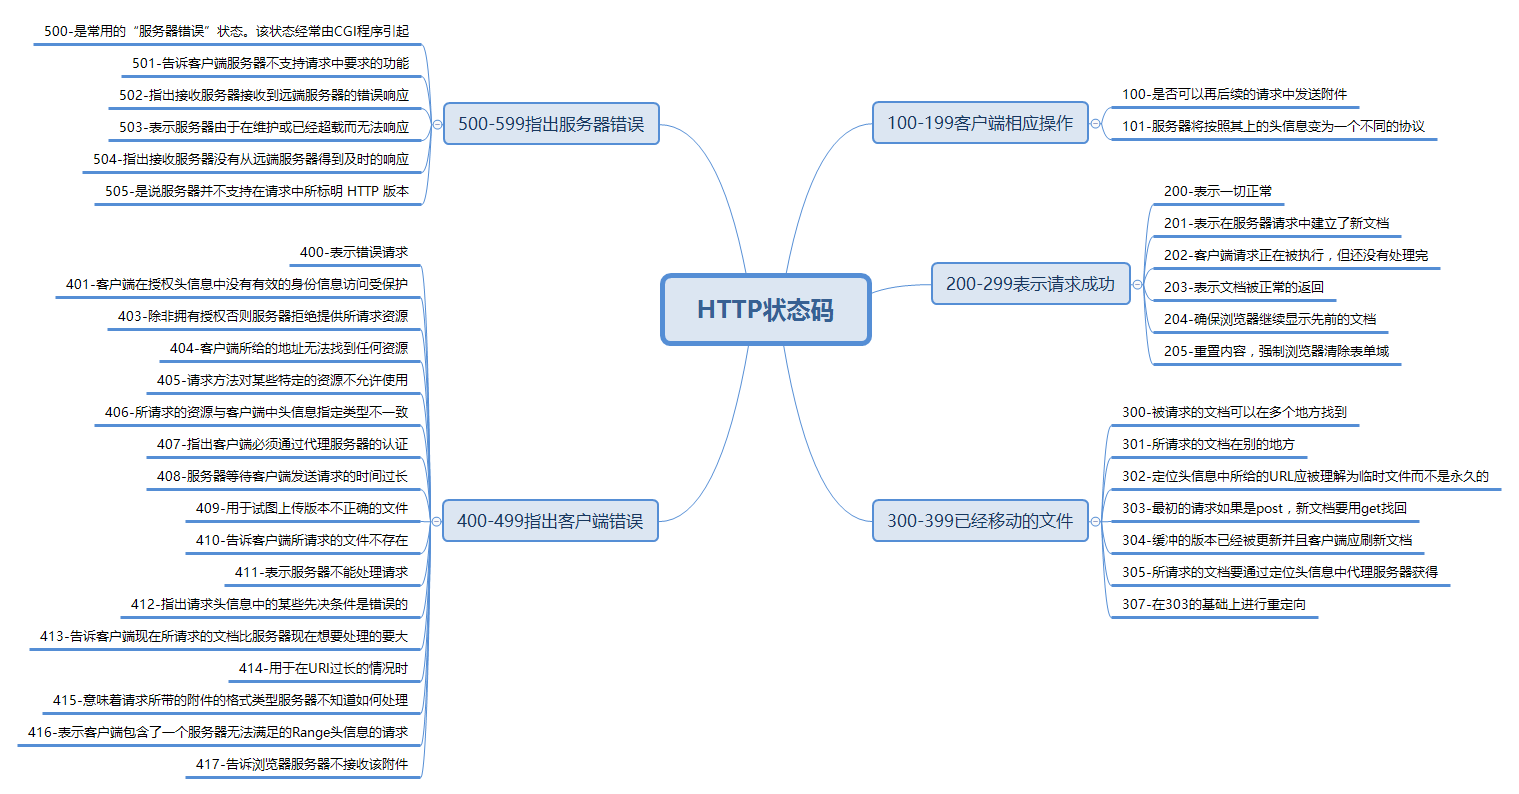 HTTP状态码
100-199客户端相应操作
100-是否可以再后续的请求中发送附件
101-服务器将按照其上的头信息变为一个不同的协议
200-299表示请求成功
200-表示一切正常
201-表示在服务器请求中建立了新文档
202-客户端请求正在被执行，但还没有处理完
203-表示文档被正常的返回
204-确保浏览器继续显示先前的文档
205-重置内容，强制浏览器清除表单域
300-399已经移动的文件
300-被请求的文档可以在多个地方找到
301-所请求的文档在别的地方
302-定位头信息中所给的URL应被理解为临时文件而不是永久的
303-最初的请求如果是post，新文档要用get找回
304-缓冲的版本已经被更新并且客户端应刷新文档
305-所请求的文档要通过定位头信息中代理服务器获得
307-在303的基础上进行重定向
400-499指出客户端错误
400-表示错误请求
401-客户端在授权头信息中没有有效的身份信息访问受保护
403-除非拥有授权否则服务器拒绝提供所请求资源
404-客户端所给的地址无法找到任何资源
405-请求方法对某些特定的资源不允许使用
406-所请求的资源与客户端中头信息指定类型不一致
407-指出客户端必须通过代理服务器的认证
408-服务器等待客户端发送请求的时间过长
409-用于试图上传版本不正确的文件
410-告诉客户端所请求的文件不存在
411-表示服务器不能处理请求
412-指出请求头信息中的某些先决条件是错误的
413-告诉客户端现在所请求的文档比服务器现在想要处理的要大
414-用于在URI过长的情况时
415-意味着请求所带的附件的格式类型服务器不知道如何处理
416-表示客户端包含了一个服务器无法满足的Range头信息的请求
417-告诉浏览器服务器不接收该附件
500-599指出服务器错误
500-是常用的“服务器错误”状态。该状态经常由CGI程序引起
501-告诉客户端服务器不支持请求中要求的功能
502-指出接收服务器接收到远端服务器的错误响应
503-表示服务器由于在维护或已经超载而无法响应
504-指出接收服务器没有从远端服务器得到及时的响应
505-是说服务器并不支持在请求中所标明 HTTP 版本